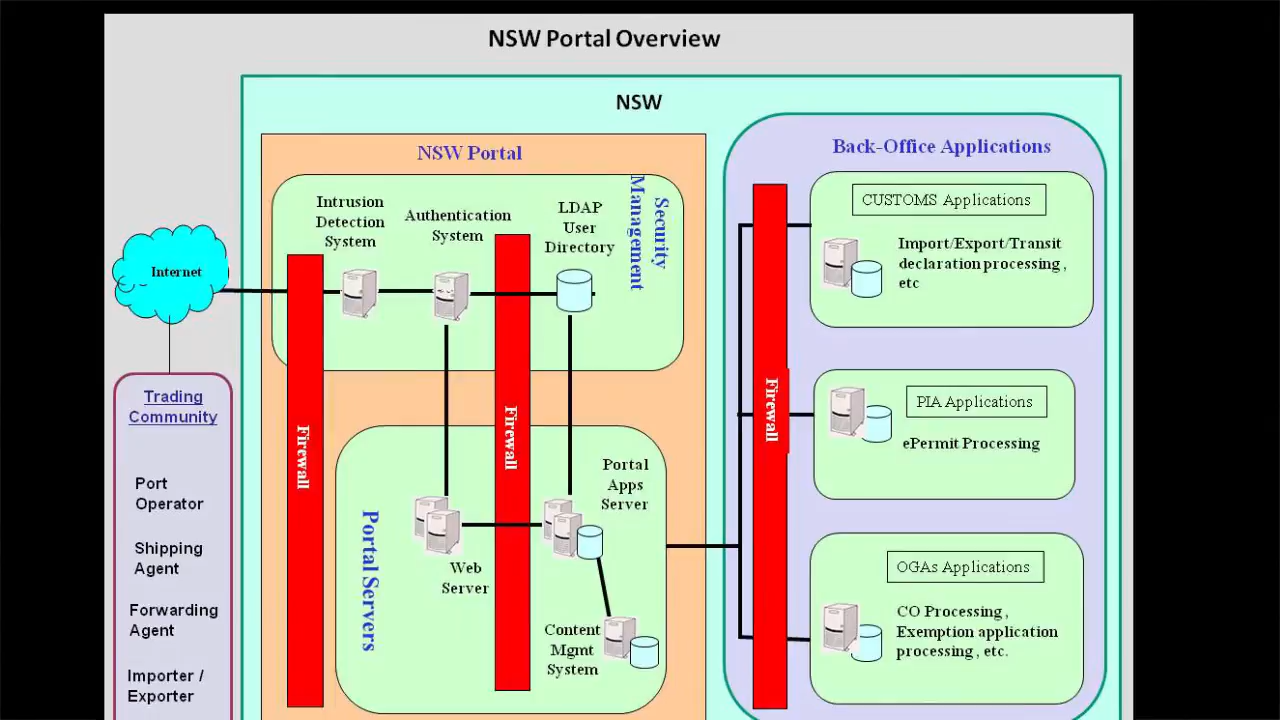 NSW Portal Overview
NSW
NSW Portal
Back-Office Applications
Intrusion
Detection
System
Authentication
System
LDAP
User
Directory
Security
Management
Internet
Firewall
Firewall
Firewall
CUSTOMS Applications
Import/Export/Transit
declaration processing ,
etc
PIA Applications
ePermit Processing
OGAs Applications
CO Processing ,
Exemption application
processing , etc.
Trading
Community
Port
Operator
Shipping
Agent
Forwarding
Agent
Importer /
Exporter
Portal Servers
Web
Server
Portal
Apps
Server
Content
Mgmt
System